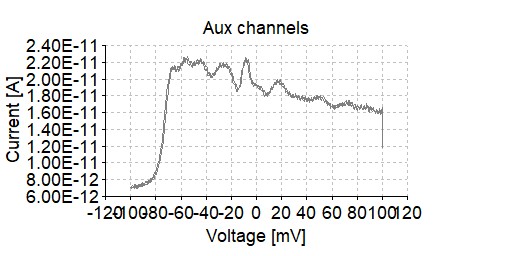 Aux channels
2.40E-11
2.20E-11
2.00E-11
1.80E-11
1.60E-11
1.40E-11
1.20E-11
1.00E-11
8.00E-12
6.00E-12
Current [A]
-120-100-80 -60 -40 -20 0 20 40 60 80 100 120
Voltage [mV]